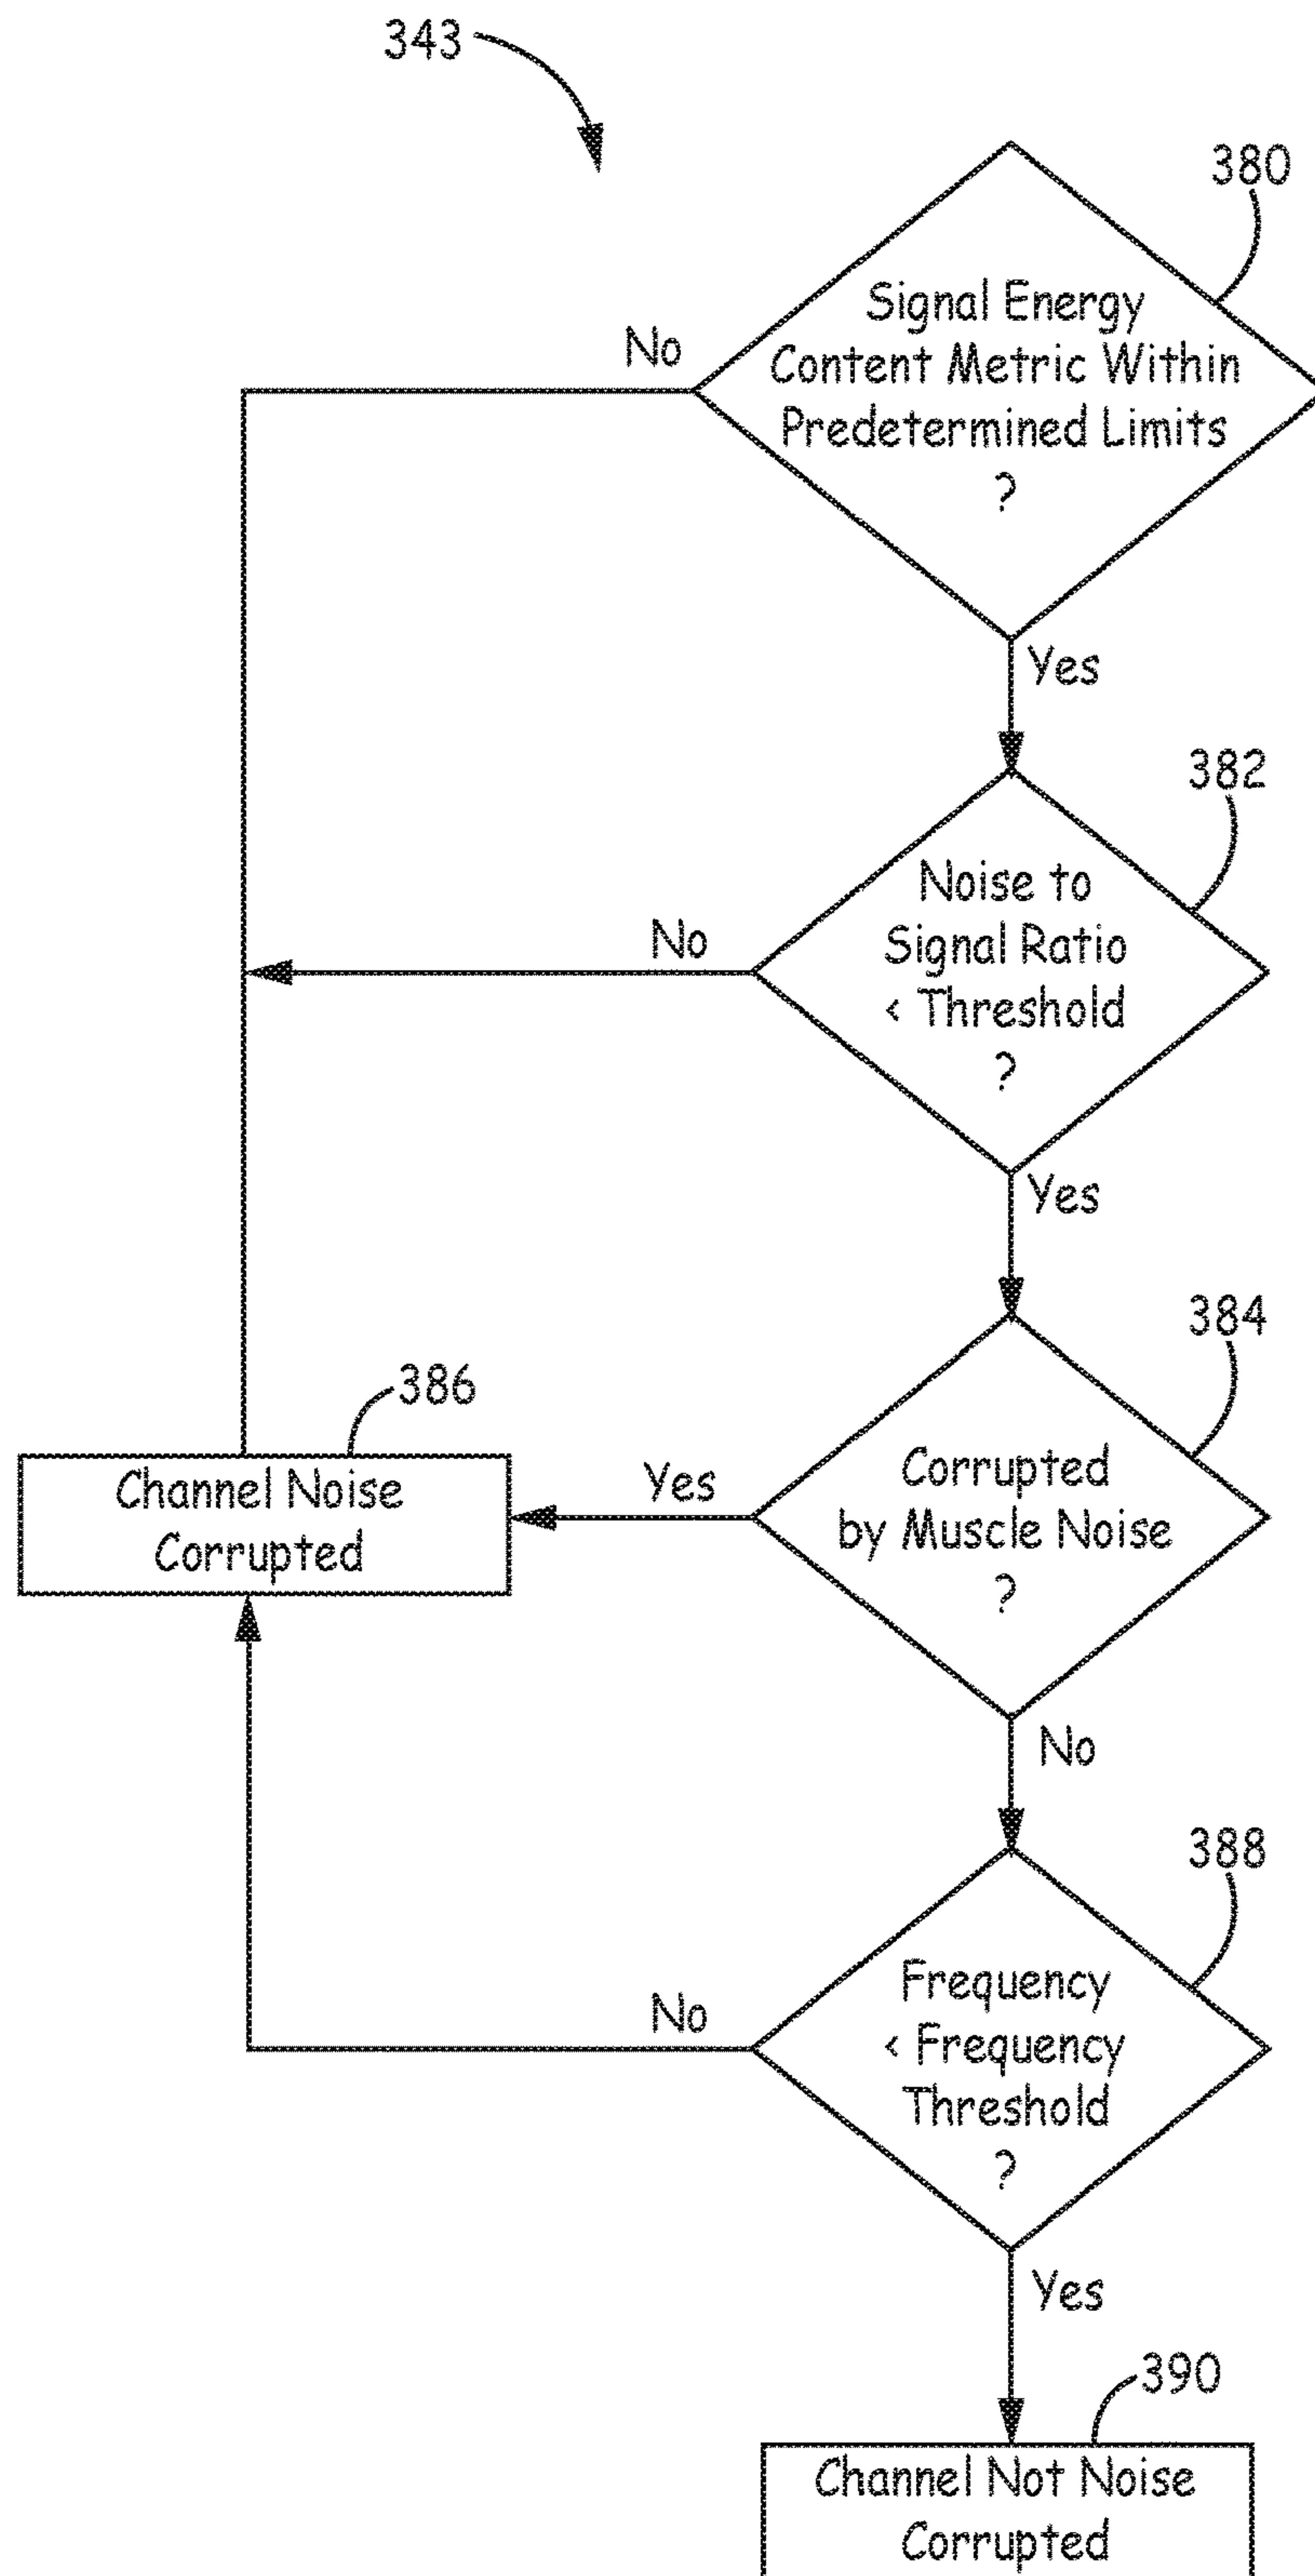 343
380
Signal Energy
Content Metric Within
Predetermined Limits
?
No
Yes
382
Noise to
Signal Ratio
< Threshold
?
No
Yes
384
386
Channel Noise
Corrupted
Yes
Corrupted
by Muscle Noise
?
No
388
Frequency
< Frequency
Threshold
?
No
Yes
390
Channel Not Noise
Corrupted